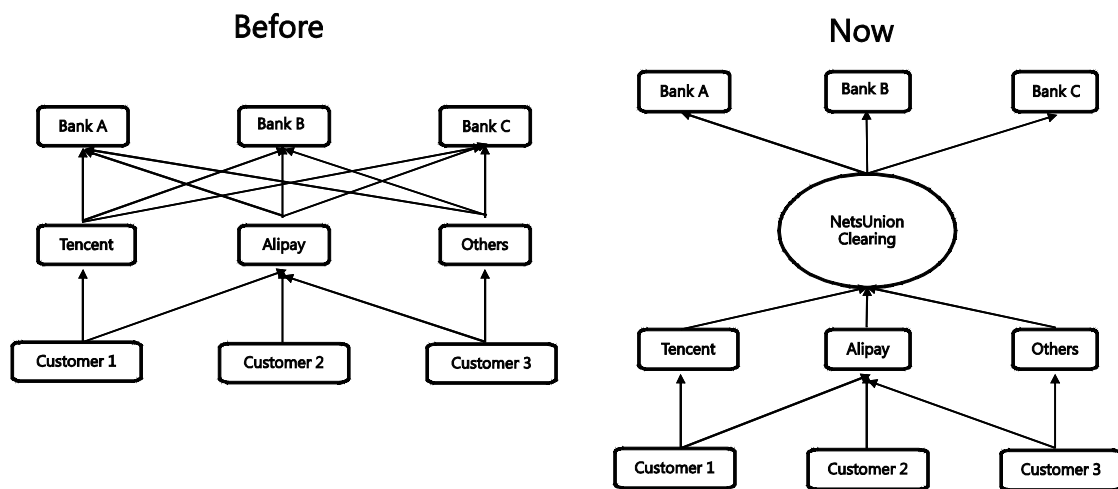 Before
Bank A
Bank B
Bank C
Tencent
Alipay
Others
Customer 1
Customer 2
Customer 3
Now
Bank A
Bank B
Bank C
NetsUnion
Clearing
Tencent
Alipay
Others
Customer 1
Customer 2
Customer 3